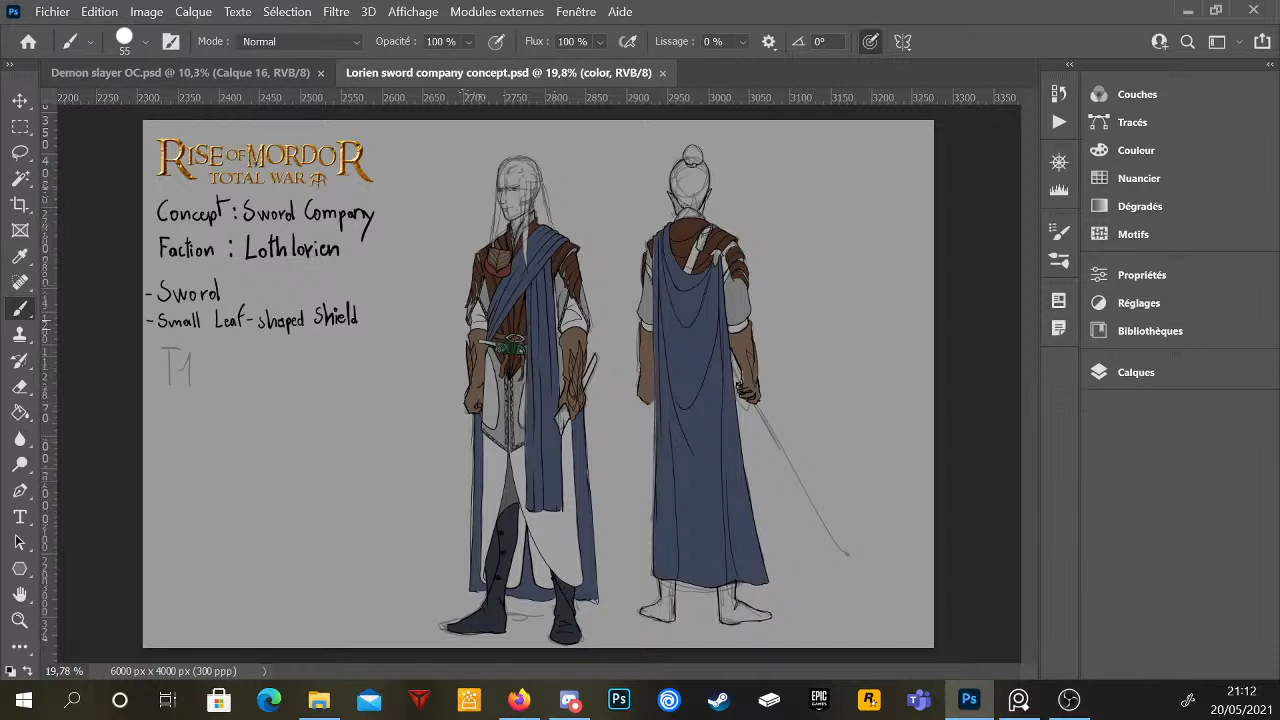 Fichier Edition Image Calque Texte Sélection Filtre 3D Affichage Modules externes Fenêtre Aide
55 Mode: Normal Opacité: 100 % Flux: 100 % Lissage: 0 % 0°
Demon slayer OC.psd @ 10,3% (Calque 16, RVB/8) × Lorien sword company concept.psd @ 19,8% (color, RVB/8) ×
2200 2300 2350 2400 2450 2500 2550 2600 2650 2700 2750 2800 2850 2900 2950 3000 3050 3100 3150 3200 3250 3300 3350
RISE OF MORDOR
TOTAL WAR
Concept : Sword Company
Faction : Lothlorien
- Sword
- Small Leaf-shaped Shield
T1
Couches
Tracés
Couleur
Nuancier
Dégradés
Motifs
Propriétés
Réglages
Bibliothèques
Calques
19,78 % 6000 px x 4000 px (300 ppp)
21:12
20/05/2021